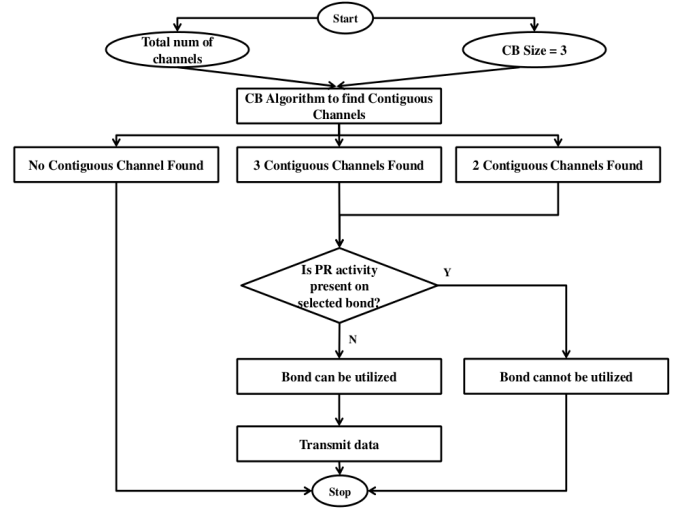 Start
Total num of
channels
CB Size = 3
CB Algorithm to find Contiguous
Channels
No Contiguous Channel Found
3 Contiguous Channels Found
2 Contiguous Channels Found
Is PR activity
present on
selected bond?
Y
N
Bond can be utilized
Bond cannot be utilized
Transmit data
Stop